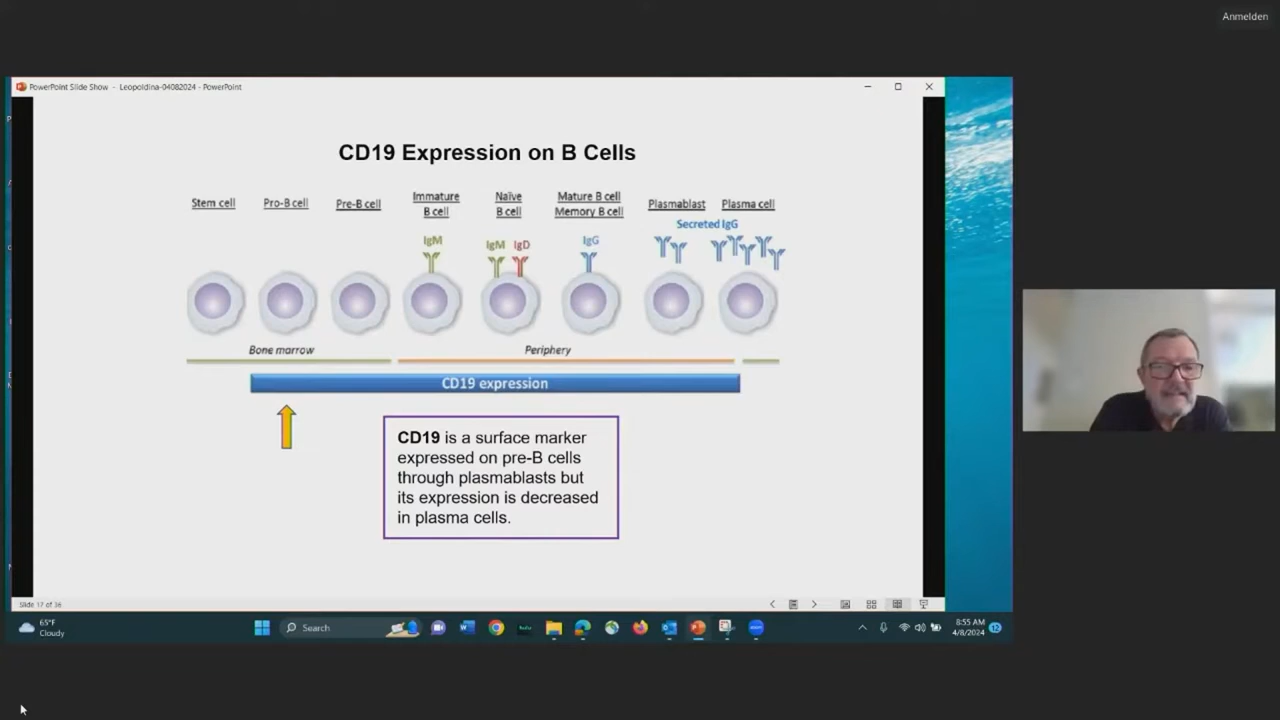 Anmelden
PowerPoint Slide Show - Leopoldina-04082024 - PowerPoint
CD19 Expression on B Cells
Stem cell
Pro-B cell
Pre-B cell
Immature
B cell
Naïve
B cell
Mature B cell
Memory B cell
Plasmablast
Plasma cell
Secreted IgG
IgM
IgM
IgD
IgG
Bone marrow
Periphery
CD19 expression
CD19 is a surface marker
expressed on pre-B cells
through plasmablasts but
its expression is decreased
in plasma cells.
Slide 17 of 36
65°F
Cloudy
Search
8:55 AM
4/8/2024
12